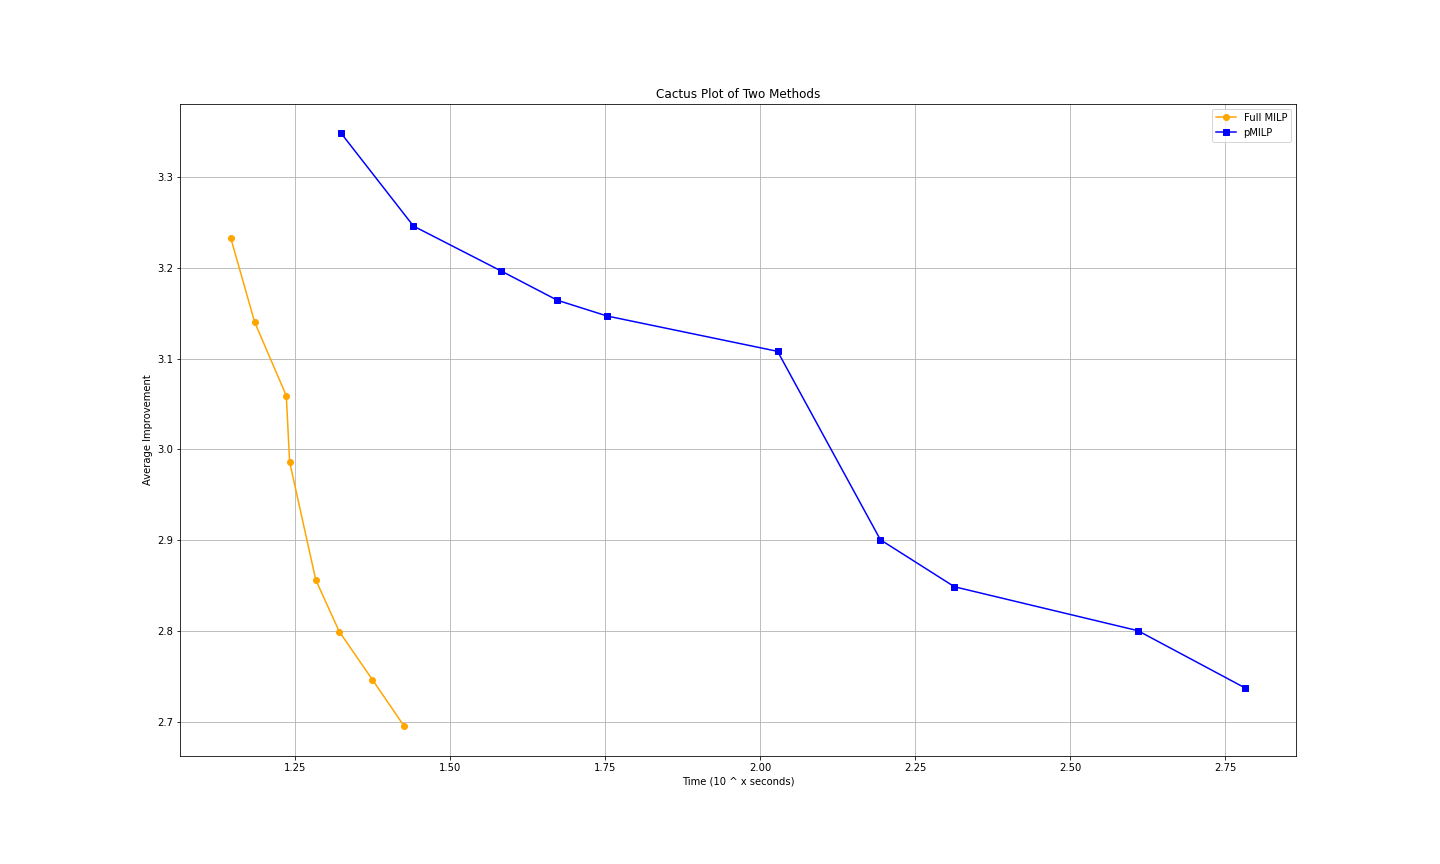 Cactus Plot of Two Methods
Full MILP
pMILP
Average Improvement
3.3
3.2
3.1
3.0
2.9
2.8
2.7
1.25 1.50 1.75 2.00 2.25 2.50 2.75
Time (10 ^ x seconds)